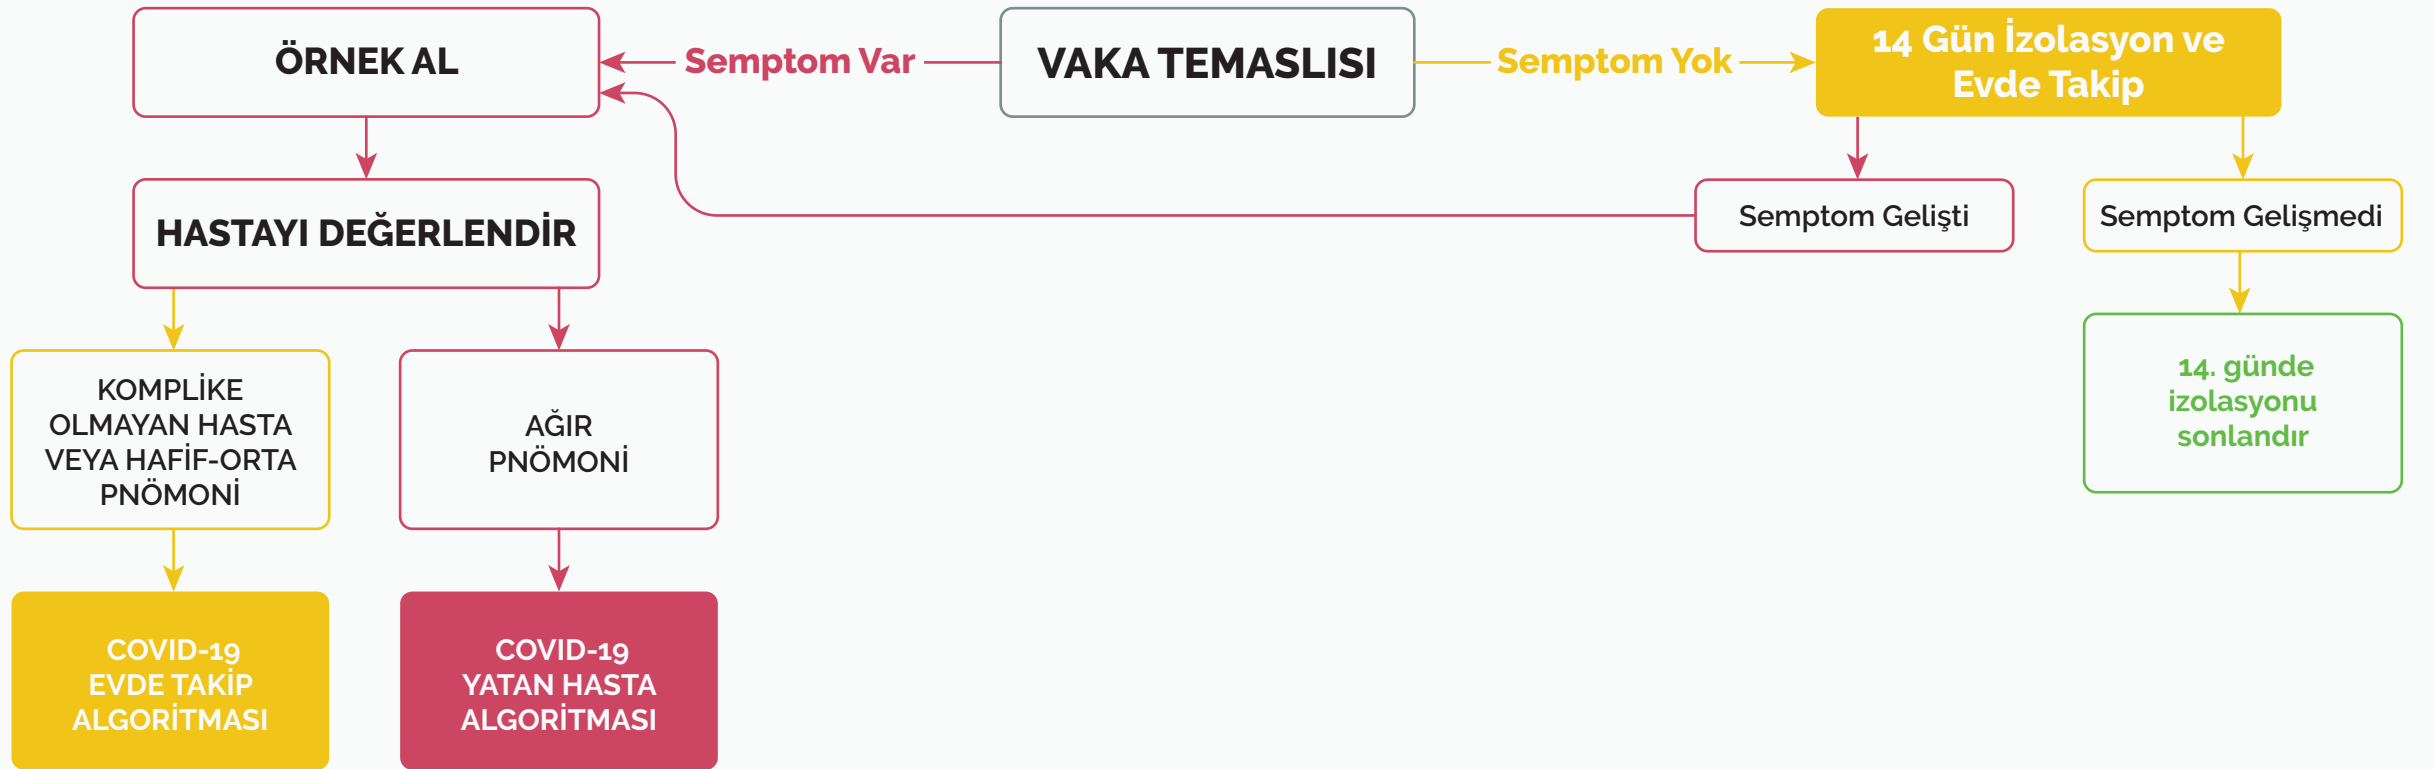 ÖRNEK AL
Semptom Var
VAKA TEMASLISI
Semptom Yok
14 Gün İzolasyon ve
Evde Takip
HASTAYI DEĞERLENDİR
Semptom Gelişti
Semptom Gelişmedi
KOMPLİKE
OLMAYAN HASTA
VEYA HAFİF-ORTA
PNÖMONİ
AĞIR
PNÖMONİ
14. günde
izolasyonu
sonlandır
COVID-19
EVDE TAKİP
ALGORİTMASI
COVID-19
YATAN HASTA
ALGORİTMASI